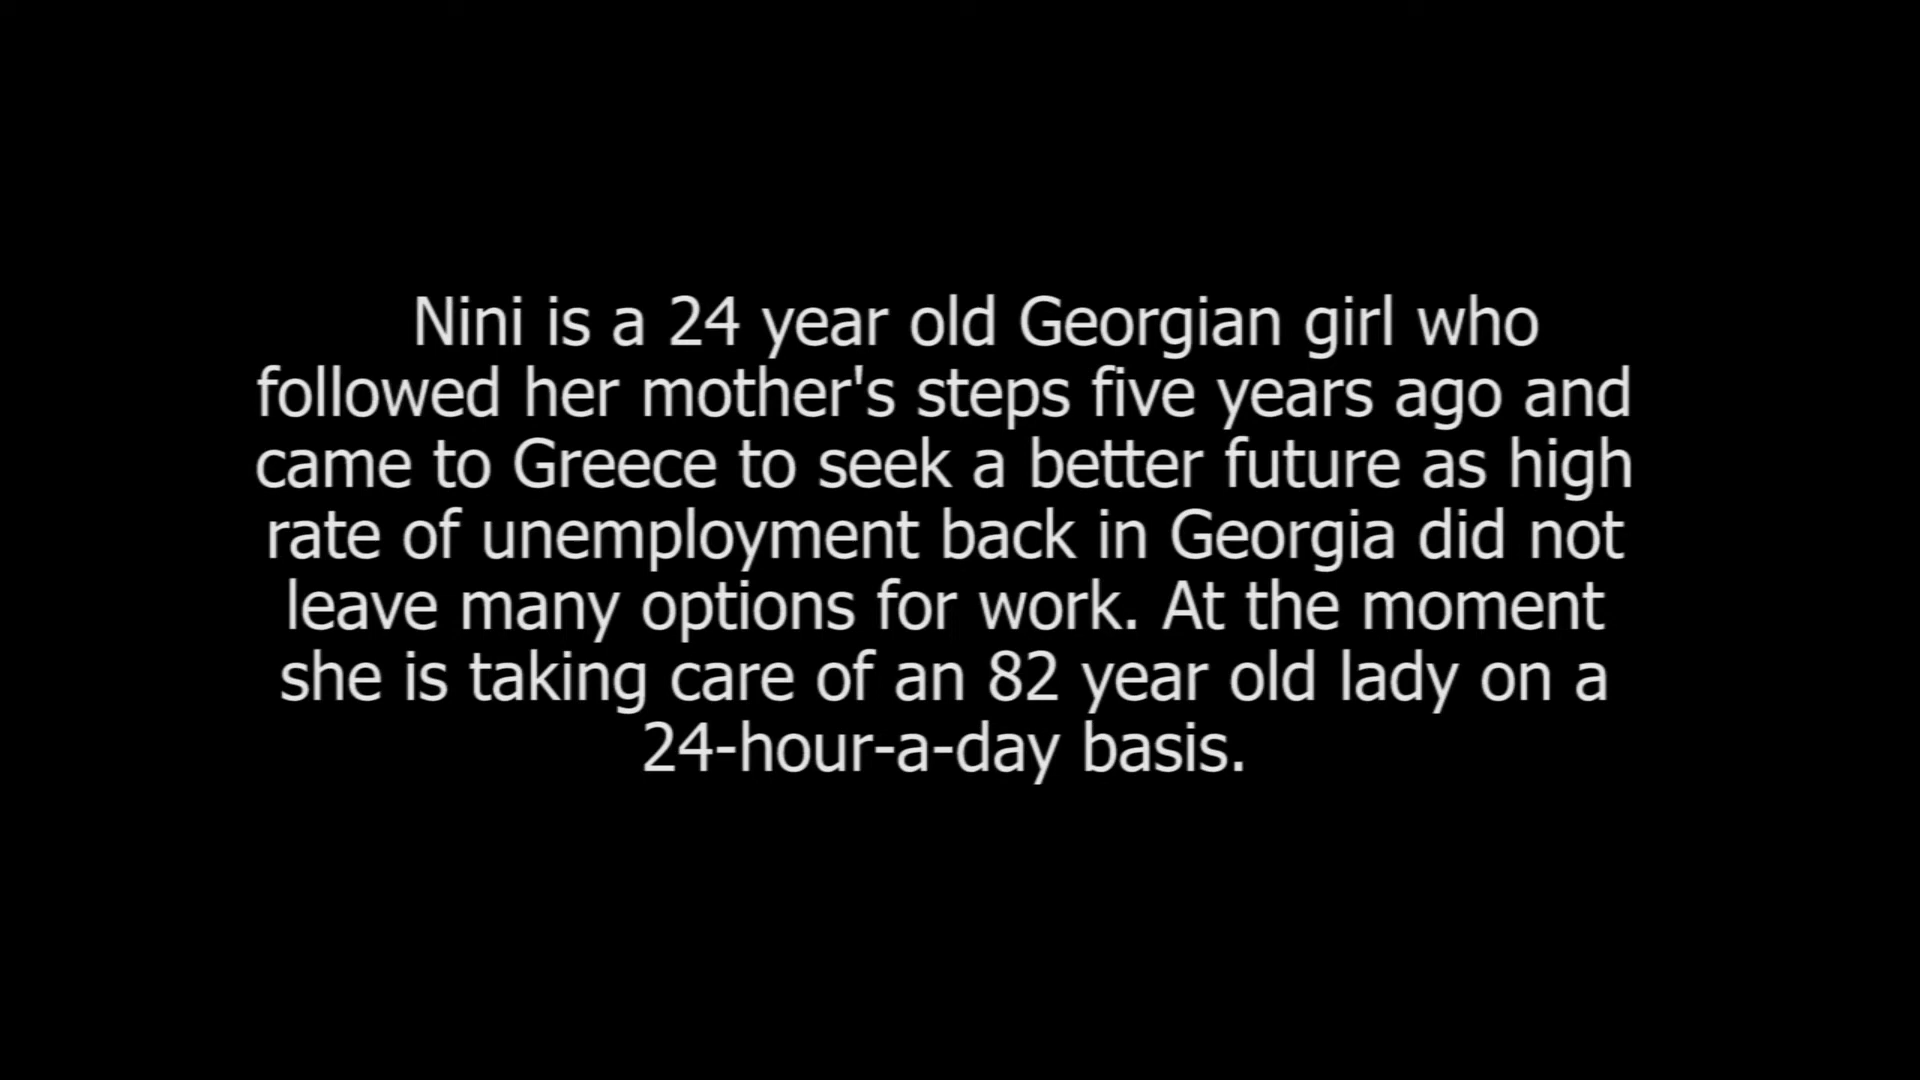 Nini is a 24 year old Georgian girl who
followed her mother's steps five years ago and
came to Greece to seek a better future as high
rate of unemployment back in Georgia did not
leave many options for work. At the moment
she is taking care of an 82 year old lady on a
24-hour-a-day basis.